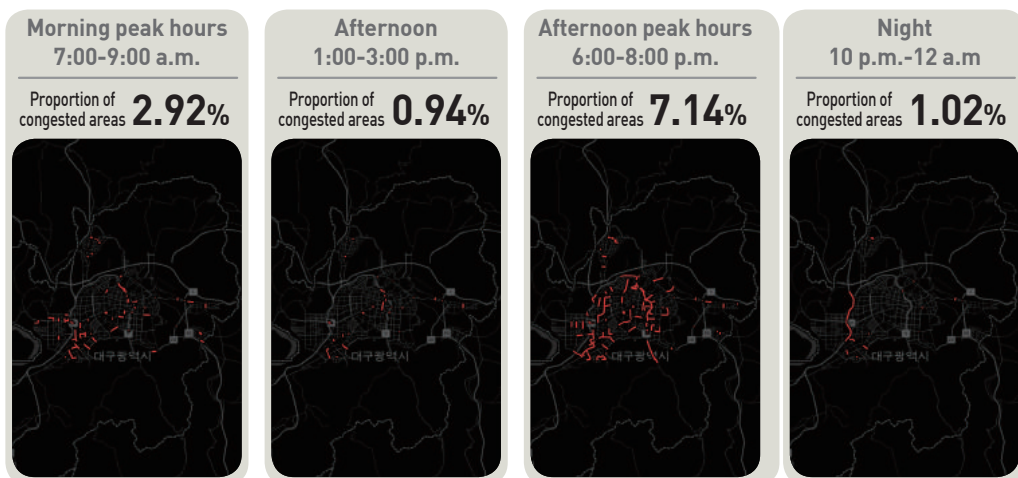 Morning peak hours
7:00-9:00 a.m.
Proportion of
congested areas 2.92%
대구광역시
Afternoon
1:00-3:00 p.m.
Proportion of
congested areas 0.94%
대구광역시
Afternoon peak hours
6:00-8:00 p.m.
Proportion of
congested areas 7.14%
대구광역시
Night
10 p.m.-12 a.m
Proportion of
congested areas 1.02%
대구광역시